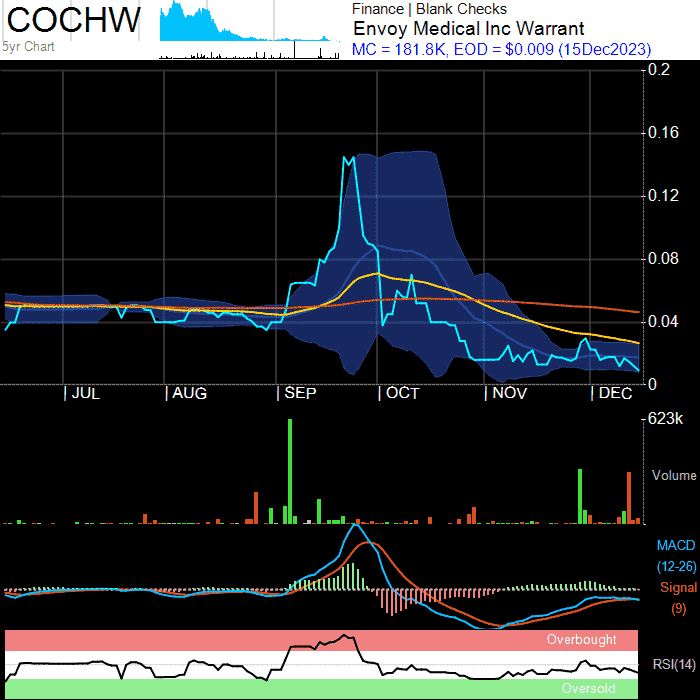 COCHW
5yr Chart
Finance | Blank Checks
Envoy Medical Inc Warrant
MC = 181.8K, EOD = $0.009 (15Dec2023)
0.2
0.16
0.12
0.08
0.04
0
| JUL | AUG | SEP | OCT | NOV | DEC
623k
Volume
MACD
(12-26)
Signal
(9)
Overbought
RSI(14)
Oversold